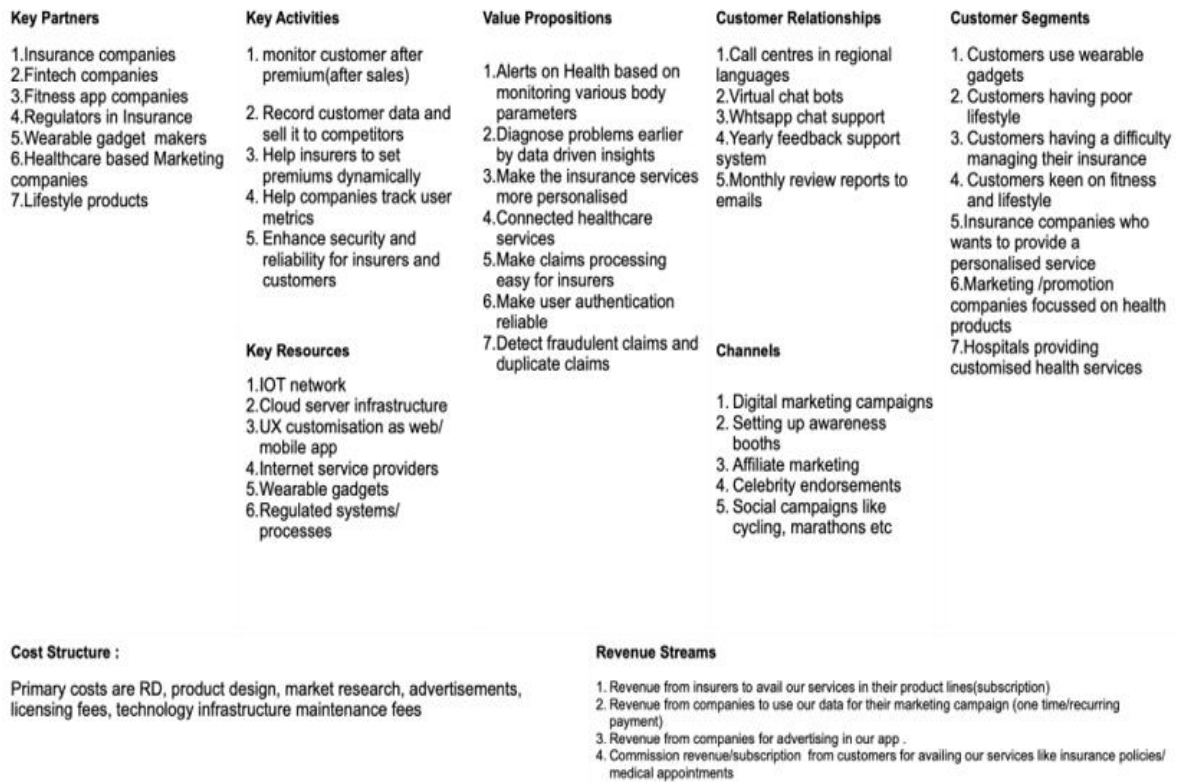 Key Partners
1.Insurance companies
2.Fintech companies
3.Fitness app companies
4.Regulators in Insurance
5.Wearable gadget makers
6.Healthcare based Marketing
companies
7.Lifestyle products
Key Activities
1. monitor customer after
premium(after sales)
2. Record customer data and
sell it to competitors
3. Help insurers to set
premiums dynamically
4. Help companies track user
metrics
5. Enhance security and
reliability for insurers and
customers
Key Resources
1.IOT network
2.Cloud server infrastructure
3.UX customisation as web/
mobile app
4.Internet service providers
5.Wearable gadgets
6.Regulated systems/
processes
Value Propositions
1.Alerts on Health based on
monitoring various body
parameters
2.Diagnose problems earlier
by data driven insights
3.Make the insurance services
more personalised
4.Connected healthcare
services
5.Make claims processing
easy for insurers
6.Make user authentication
reliable
7.Detect fraudulent claims and
duplicate claims
Customer Relationships
1.Call centres in regional
languages
2.Virtual chat bots
3.Whtsapp chat support
4.Yearly feedback support
system
5.Monthly review reports to
emails
Channels
1. Digital marketing campaigns
2. Setting up awareness
booths
3. Affiliate marketing
4. Celebrity endorsements
5. Social campaigns like
cycling, marathons etc
Customer Segments
1. Customers use wearable
gadgets
2. Customers having poor
lifestyle
3. Customers having a difficulty
managing their insurance
4. Customers keen on fitness
and lifestyle
5.Insurance companies who
wants to provide a
personalised service
6.Marketing /promotion
companies focussed on health
products
7.Hospitals providing
customised health services
Cost Structure :
Primary costs are RD, product design, market research, advertisements,
licensing fees, technology infrastructure maintenance fees
Revenue Streams
1. Revenue from insurers to avail our services in their product lines(subscription)
2. Revenue from companies to use our data for their marketing campaign (one time/recurring
payment)
3. Revenue from companies for advertising in our app .
4. Commission revenue/subscription from customers for availing our services like insurance policies/
medical appointments